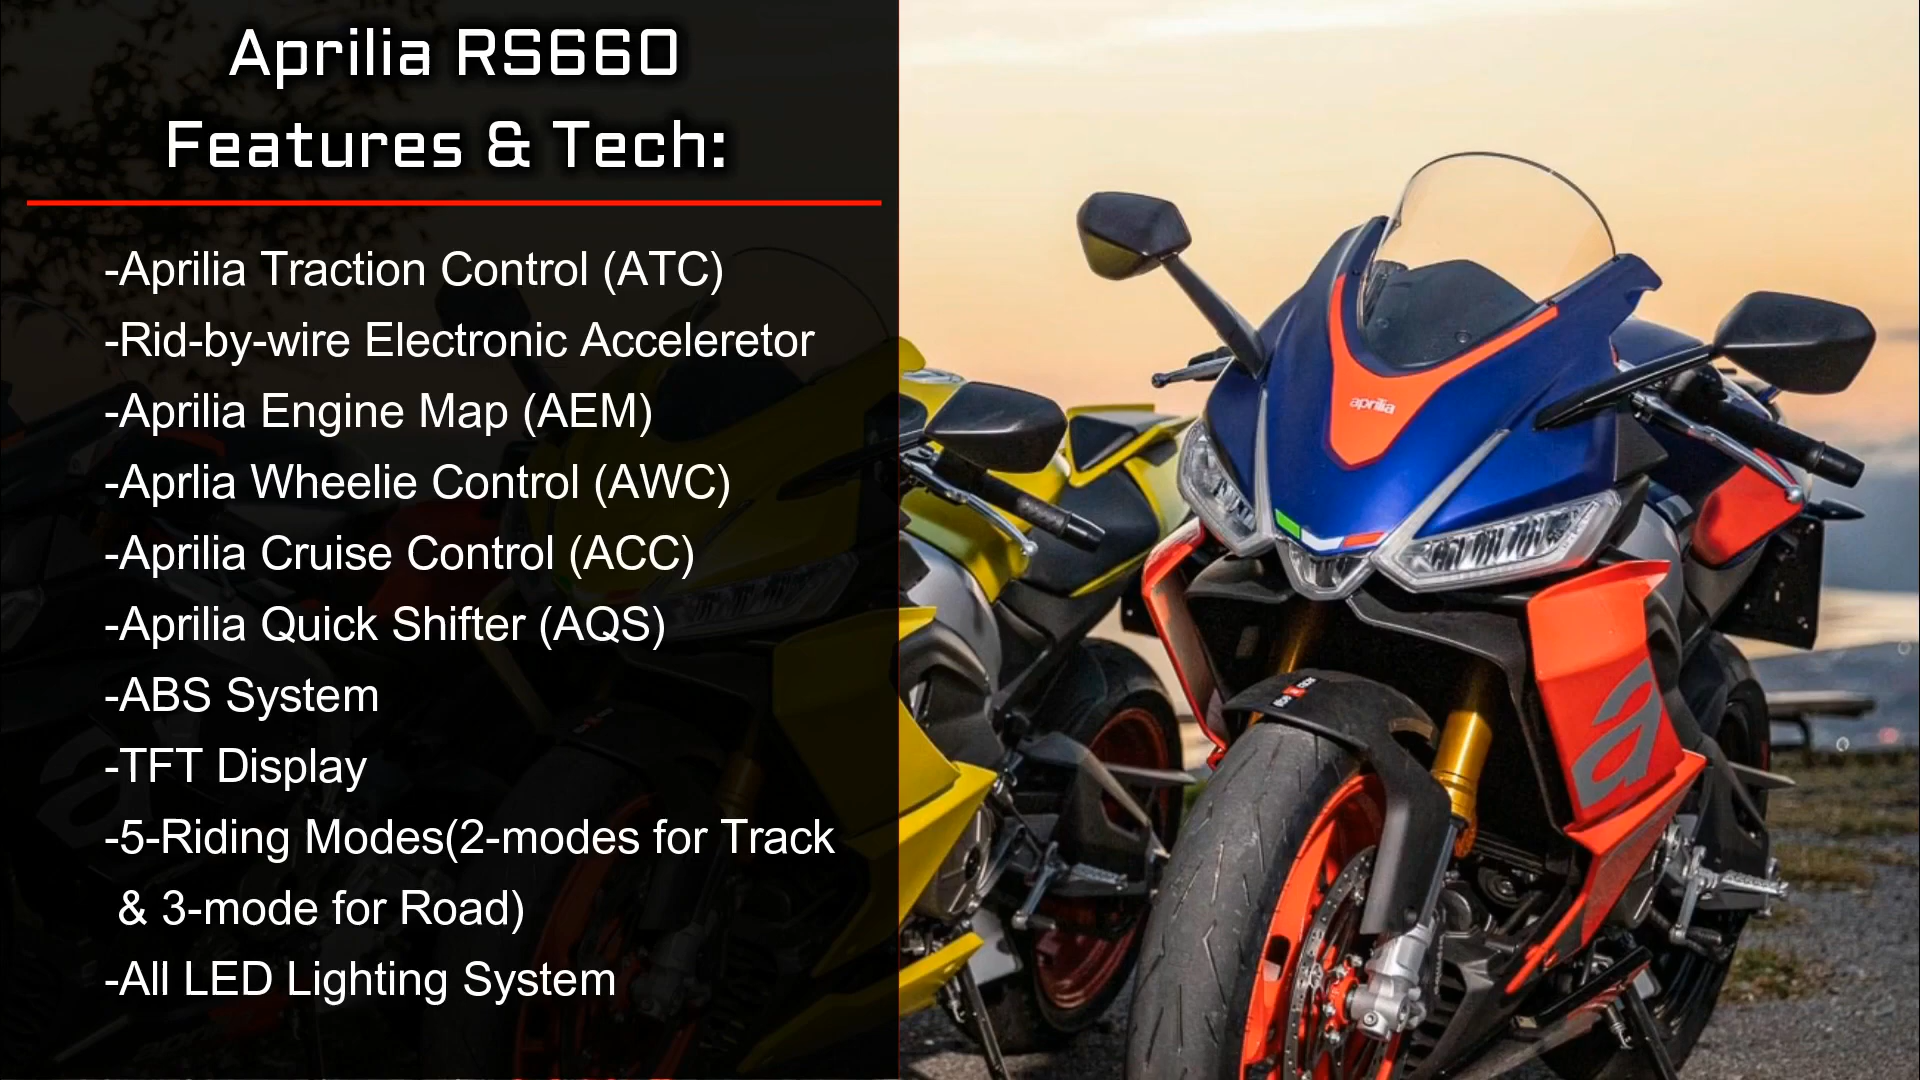 Aprilia RS660
Features & Tech:
-Aprilia Traction Control (ATC)
-Rid-by-wire Electronic Acceleretor
-Aprilia Engine Map (AEM)
-Aprlia Wheelie Control (AWC)
-Aprilia Cruise Control (ACC)
-Aprilia Quick Shifter (AQS)
-ABS System
-TFT Display
-5-Riding Modes(2-modes for Track
& 3-mode for Road)
-All LED Lighting System
aprilia
a